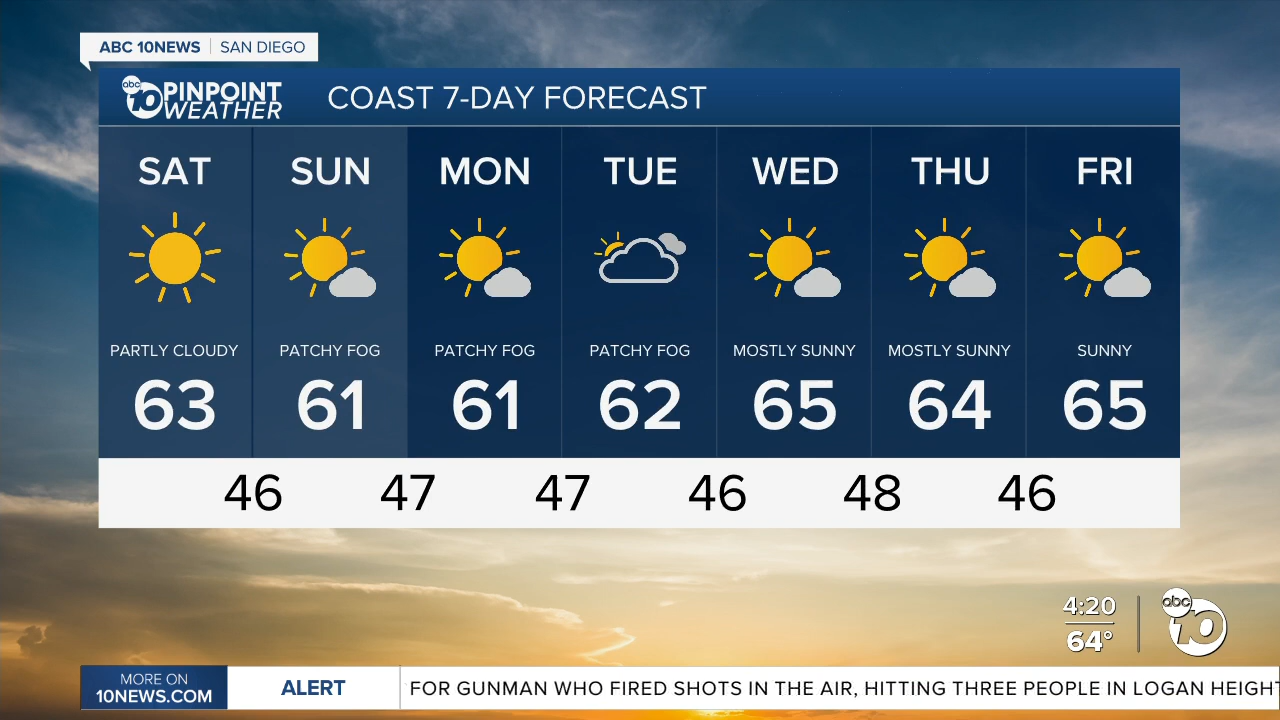 ABC 10NEWS | SAN DIEGO
abc 10 PINPOINT WEATHER
COAST 7-DAY FORECAST
SAT SUN MON TUE WED THU FRI
PARTLY CLOUDY PATCHY FOG PATCHY FOG PATCHY FOG MOSTLY SUNNY MOSTLY SUNNY SUNNY
63 61 61 62 65 64 65
46 47 47 46 48 46
4:20
64°
abc 10
MORE ON
10NEWS.COM
ALERT
FOR GUNMAN WHO FIRED SHOTS IN THE AIR, HITTING THREE PEOPLE IN LOGAN HEIGHT